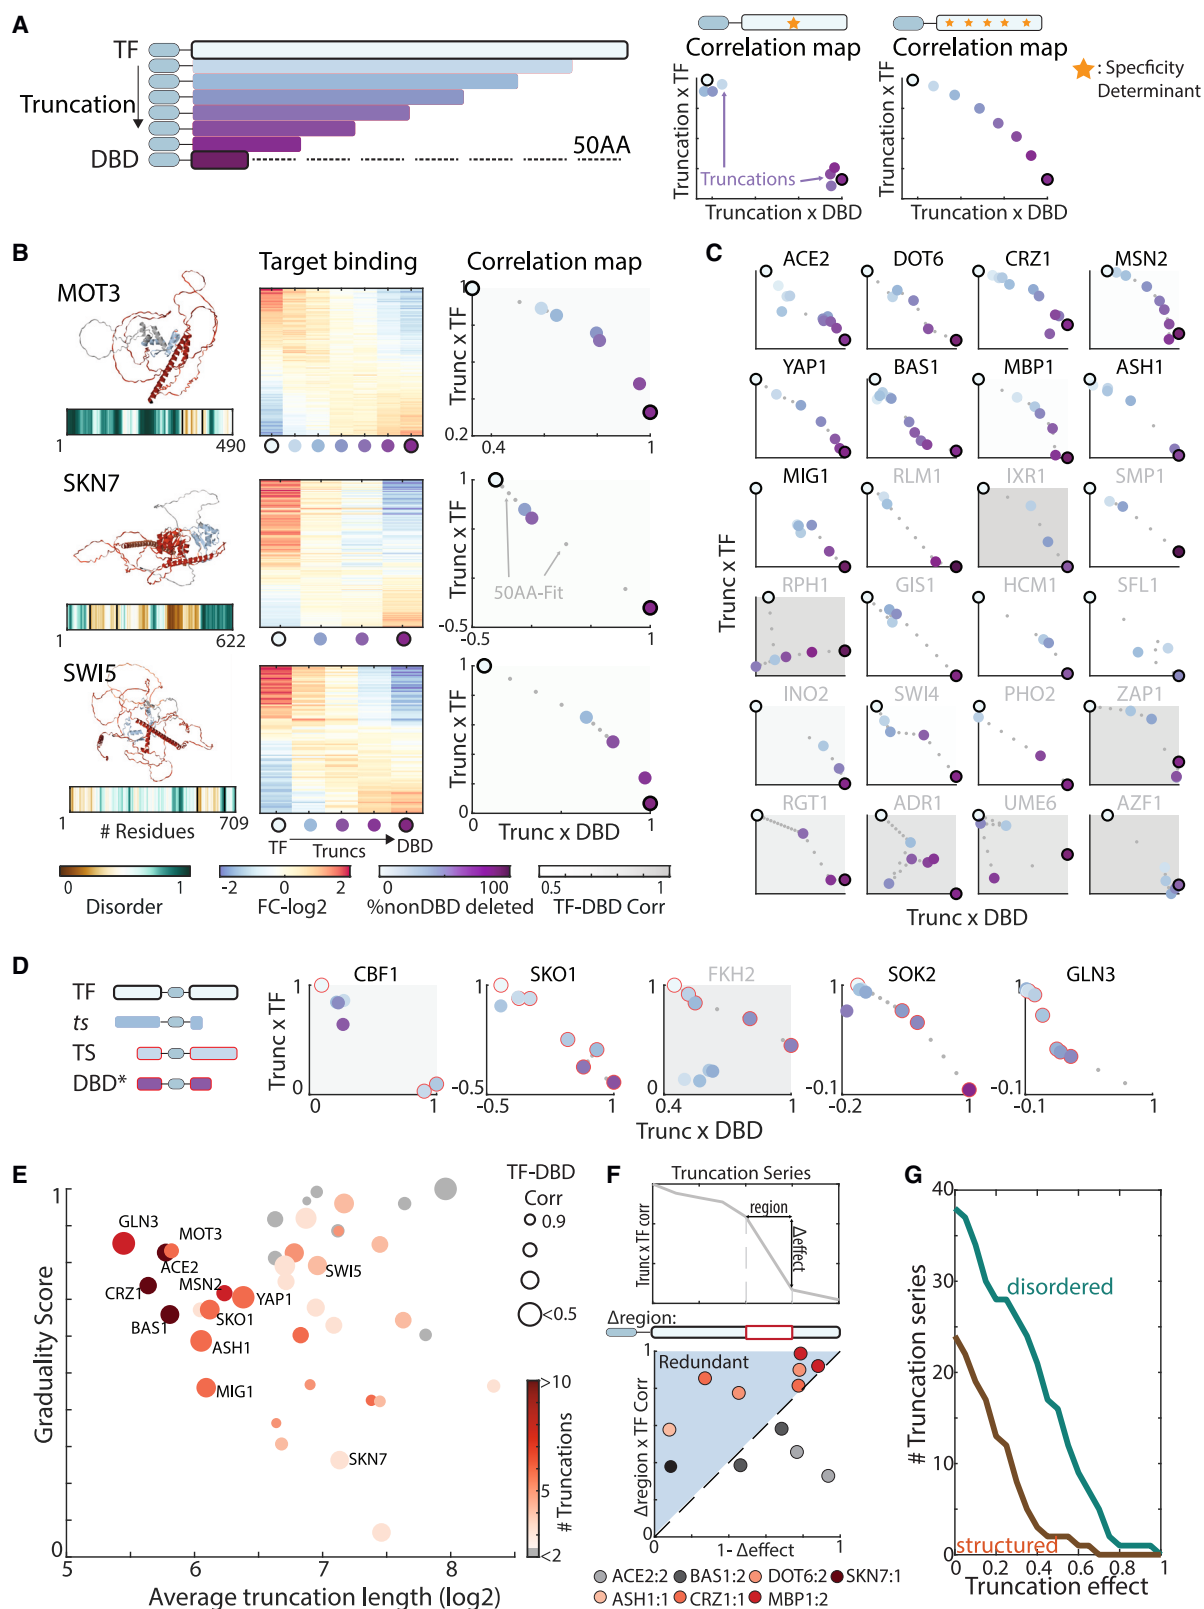 A
TF
Truncation
DBD
50AA
Correlation map
Truncation x TF
Truncations
Truncation x DBD
Correlation map
Truncation x TF
Truncation x DBD
: Specificity
Determinant
B
Target binding
Correlation map
MOT3
1
490
1
Trunc x TF
0.2
0.4
1
SKN7
1
622
1
Trunc x TF
50AA-Fit
-0.5
-0.5
1
SWI5
1
709
# Residues
TF
Truncs
DBD
1
Trunc x TF
0
0
1
Trunc x DBD
0
1
Disorder
-2
0
2
FC-log2
0
100
%nonDBD deleted
0.5
1
TF-DBD Corr
C
ACE2
DOT6
CRZ1
MSN2
YAP1
BAS1
MBP1
ASH1
MIG1
RLM1
IXR1
SMP1
RPH1
GIS1
HCM1
SFL1
INO2
SWI4
PHO2
ZAP1
RGT1
ADR1
UME6
AZF1
Trunc x TF
Trunc x DBD
D
TF
ts
TS
DBD*
CBF1
SKO1
FKH2
SOK2
GLN3
Trunc x TF
1
0
0
1
1
-0.5
-0.5
1
1
0
0.4
1
1
-0.1
-0.2
1
1
-0.1
-0.1
1
Trunc x DBD
E
Graduality Score
1
0
5
6
7
8
Average truncation length (log2)
GLN3
MOT3
ACE2
CRZ1
MSN2
YAP1
SWI5
BAS1
SKO1
ASH1
MIG1
SKN7
TF-DBD
Corr
0.9
<0.5
>10
5
<2
# Truncations
F
Truncation Series
Trunc x TF corr
region
Δeffect
Δregion:
Redundant
Δregion x TF Corr
1
0
0
1
1- Δeffect
ACE2:2
BAS1:2
DOT6:2
SKN7:1
ASH1:1
CRZ1:1
MBP1:2
G
# Truncation series
40
30
20
10
0
disordered
structured
0
0.2
0.4
0.6
0.8
1
Truncation effect